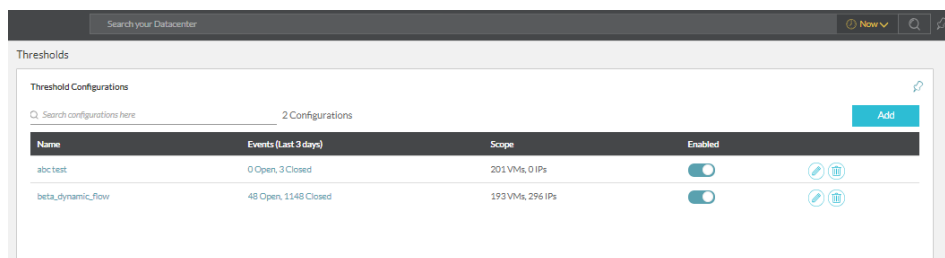 Search your Datacenter
Now
Thresholds
Threshold Configurations
Search configurations here
2 Configurations
Add
Name Events (Last 3 days) Scope Enabled
abc test 0 Open, 3 Closed 201 VMs, 0 IPs
beta_dynamic_flow 48 Open, 1148 Closed 193 VMs, 296 IPs